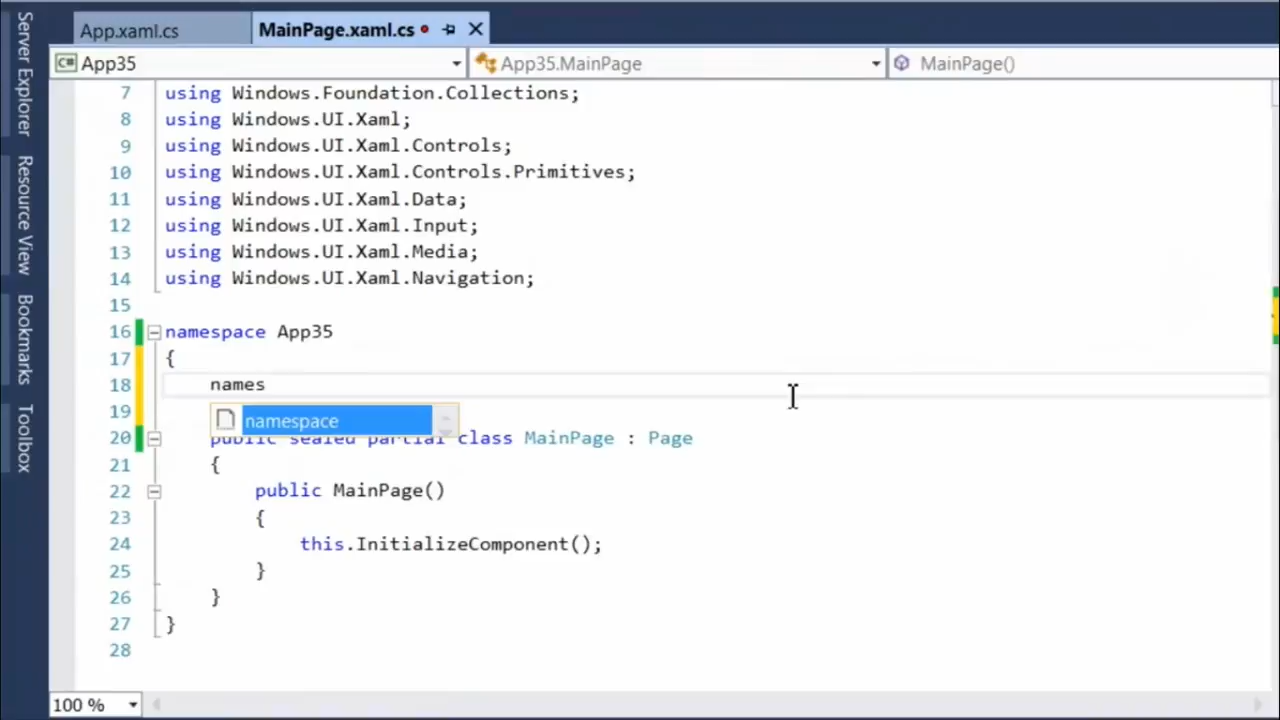 App.xaml.cs MainPage.xaml.cs
App35 App35.MainPage MainPage()
Server Explorer
Resource View
Bookmarks
Toolbox
7 using Windows.Foundation.Collections;
8 using Windows.UI.Xaml;
9 using Windows.UI.Xaml.Controls;
10 using Windows.UI.Xaml.Controls.Primitives;
11 using Windows.UI.Xaml.Data;
12 using Windows.UI.Xaml.Input;
13 using Windows.UI.Xaml.Media;
14 using Windows.UI.Xaml.Navigation;
15
16 namespace App35
17 {
18 names
19 namespace
20 public sealed partial class MainPage : Page
21 {
22 public MainPage()
23 {
24 this.InitializeComponent();
25 }
26 }
27 }
28
100 %